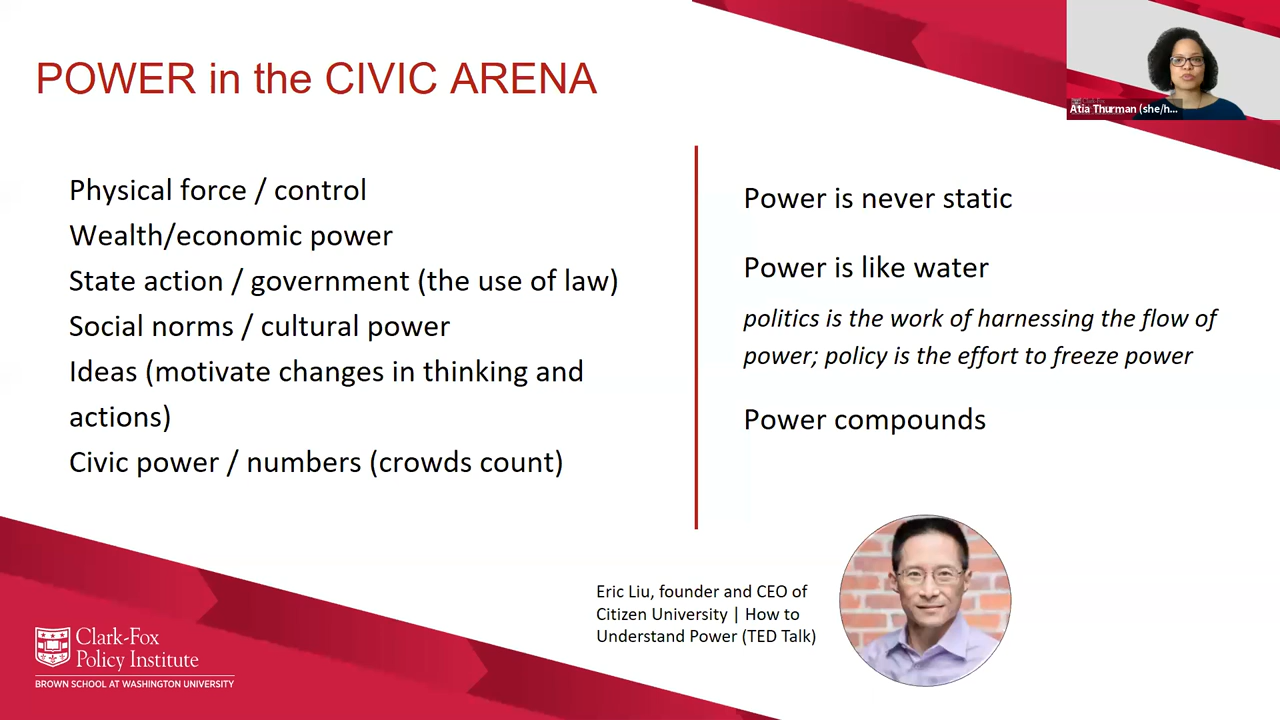 POWER in the CIVIC ARENA
Atia Thurman (she/h...
Physical force / control
Wealth/economic power
State action / government (the use of law)
Social norms / cultural power
Ideas (motivate changes in thinking and
actions)
Civic power / numbers (crowds count)
Power is never static
Power is like water
politics is the work of harnessing the flow of
power; policy is the effort to freeze power
Power compounds
Eric Liu, founder and CEO of
Citizen University | How to
Understand Power (TED Talk)
Clark-Fox
Policy Institute
BROWN SCHOOL AT WASHINGTON UNIVERSITY